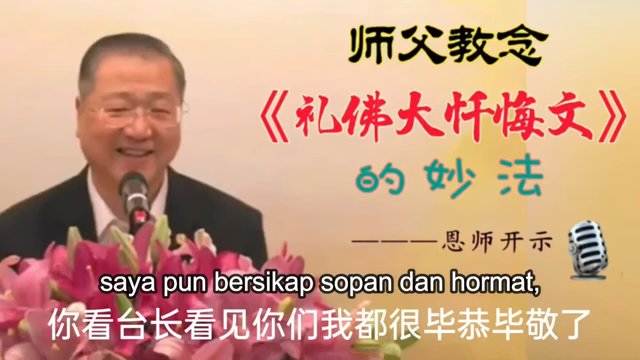 师父教念
《礼佛大忏悔文》
的妙法
———恩师开示
saya pun bersikap sopan dan hormat,
你看台长看见你们我都很毕恭毕敬了